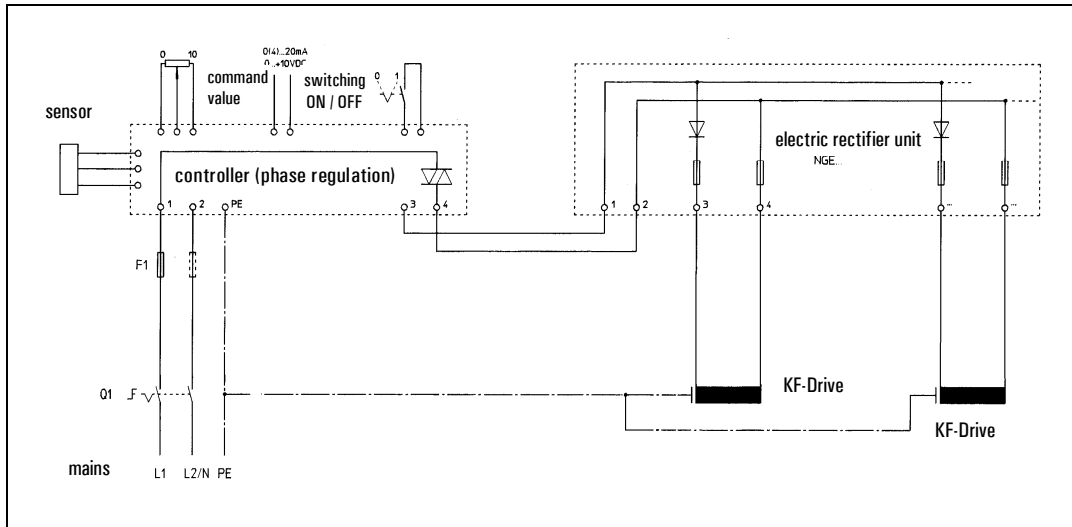 0 10
0(4)...20mA
0...+10VDC
command
value
switching
ON / OFF
0 1
sensor
controller (phase regulation)
electric rectifier unit
NGE...
1 2 PE 3 4
1 2 3 4 ... ...
F1
Q1
KF-Drive
KF-Drive
mains
L1 L2/N PE